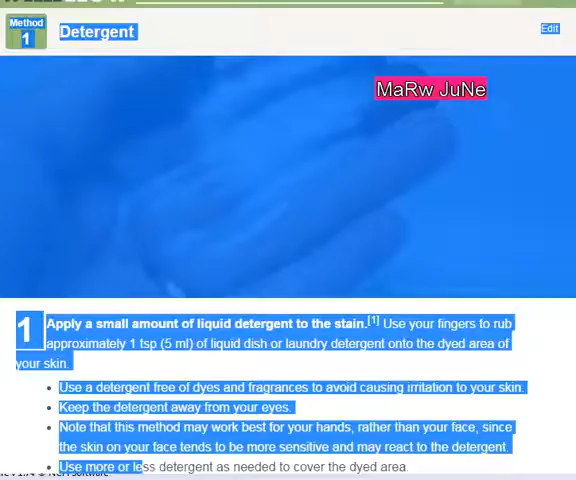 Method
1
Detergent
Edit
MaRw JuNe
1 Apply a small amount of liquid detergent to the stain.[1] Use your fingers to rub
approximately 1 tsp (5 ml) of liquid dish or laundry detergent onto the dyed area of
your skin.
Use a detergent free of dyes and fragrances to avoid causing irritation to your skin.
Keep the detergent away from your eyes.
Note that this method may work best for your hands, rather than your face, since
the skin on your face tends to be more sensitive and may react to the detergent.
Use more or less detergent as needed to cover the dyed area.